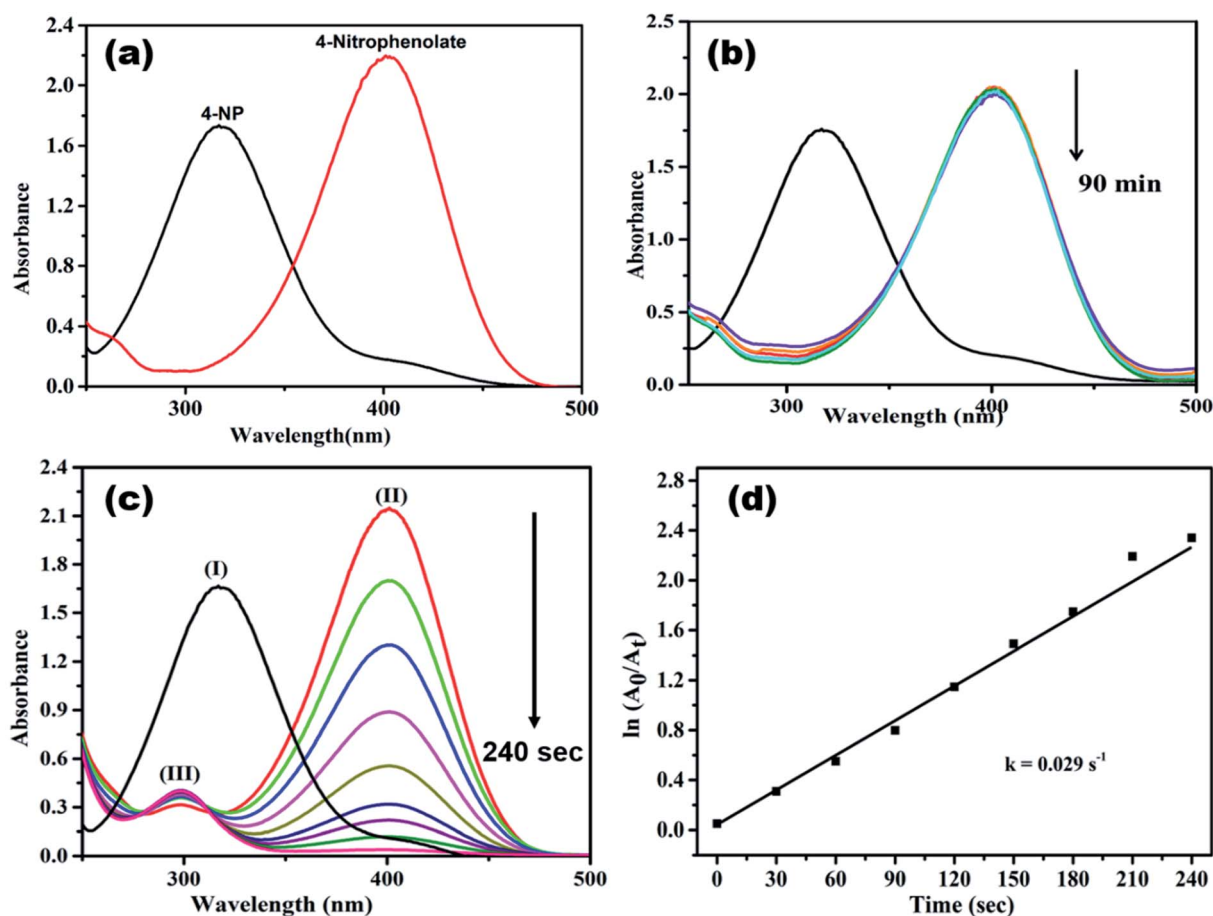 (a)
4-NP
4-Nitrophenolate
Absorbance
2.4
2.0
1.6
1.2
0.8
0.4
0.0
300
400
500
Wavelength(nm)
(b)
90 min
Absorbance
2.5
2.0
1.5
1.0
0.5
0.0
300
400
500
Wavelength (nm)
(c)
(I)
(II)
(III)
240 sec
Absorbance
2.4
2.1
1.8
1.5
1.2
0.9
0.6
0.3
0.0
300
400
500
Wavelength (nm)
(d)
ln (A0/At)
2.8
2.4
2.0
1.6
1.2
0.8
0.4
0.0
k = 0.029 s-1
0 30 60 90 120 150 180 210 240
Time (sec)